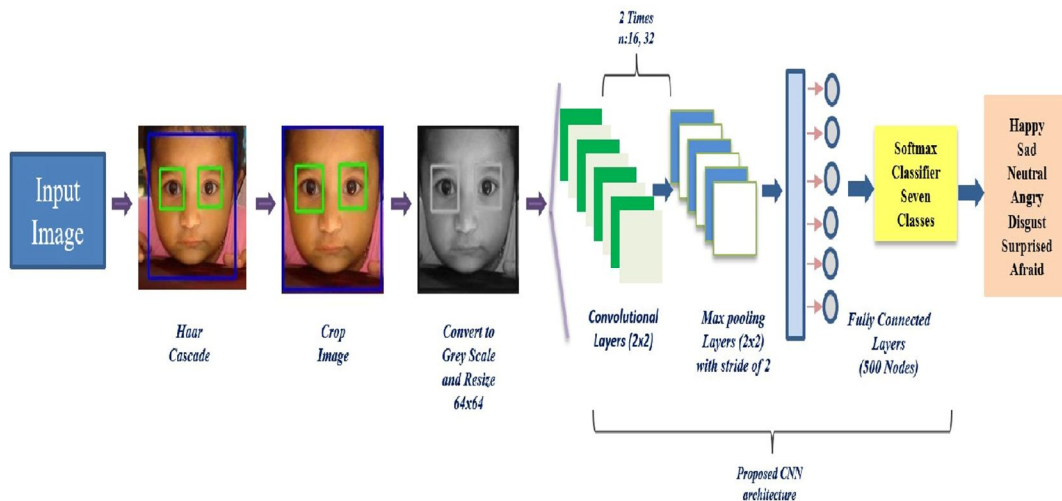 2 Times
n:16, 32
Input
Image
Haar
Cascade
Crop
Image
Convert to
Grey Scale
and Resize
64x64
Convolutional
Layers (2x2)
Max pooling
Layers (2x2)
with stride of 2
Fully Connected
Layers
(500 Nodes)
Softmax
Classifier
Seven
Classes
Happy
Sad
Neutral
Angry
Disgust
Surprised
Afraid
Proposed CNN
architecture